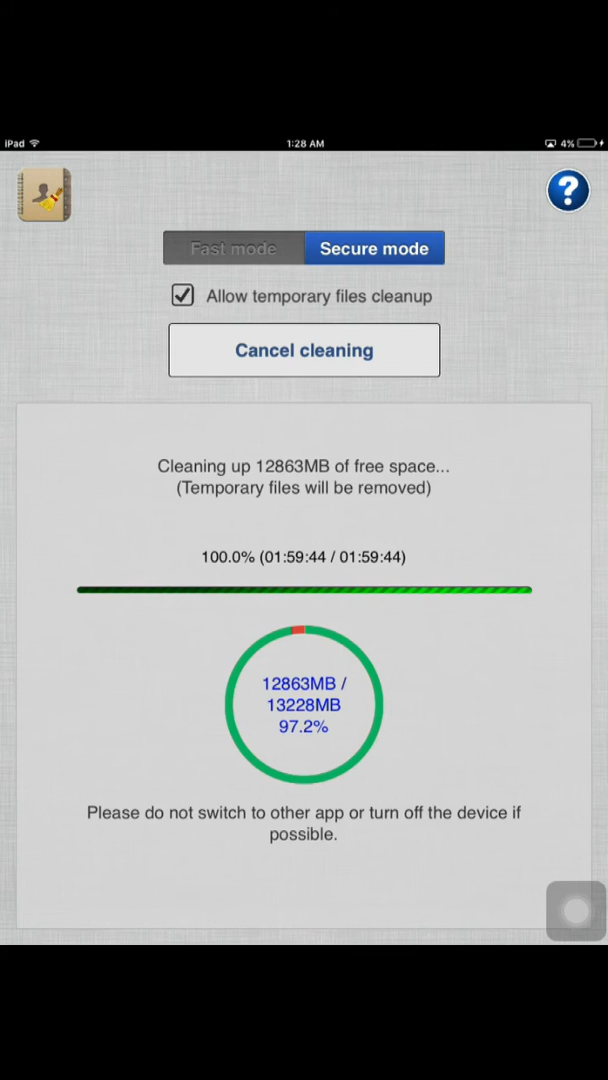 iPad 1:28 AM 4%
?
Fast mode Secure mode
Allow temporary files cleanup
Cancel cleaning
Cleaning up 12863MB of free space...
(Temporary files will be removed)
100.0% (01:59:44 / 01:59:44)
12863MB /
13228MB
97.2%
Please do not switch to other app or turn off the device if
possible.